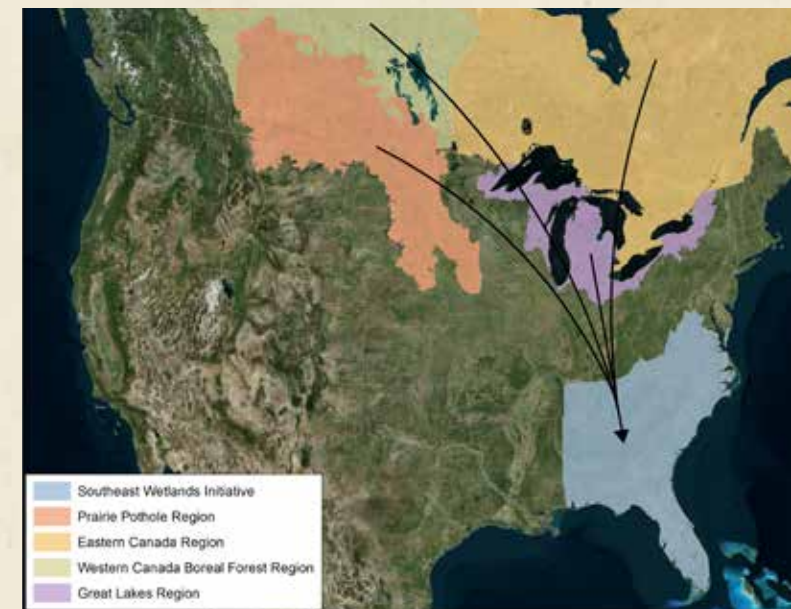 Southeast Wetlands Initiative
Prairie Pothole Region
Eastern Canada Region
Western Canada Boreal Forest Region
Great Lakes Region